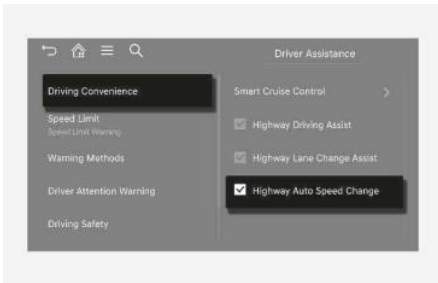 Driver Assistance
Driving Convenience
Speed Limit
Speed Limit Warning
Warning Methods
Driver Attention Warning
Driving Safety
Smart Cruise Control
Highway Driving Assist
Highway Lane Change Assist
Highway Auto Speed Change